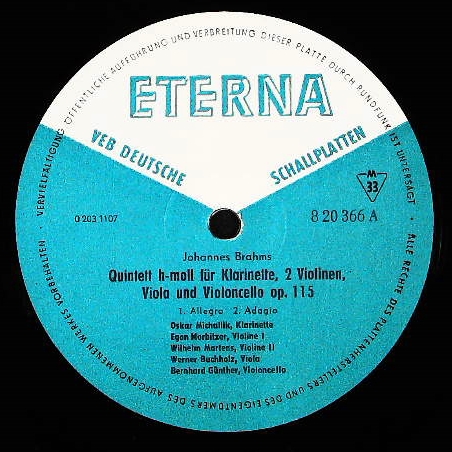 VERVIELFÄLTIGUNG ÖFFENTLICHE AUFFÜHRUNG UND VERBREITUNG DIESER PLATTE DURCH RUNDFUNK IST UNTERSAGT · ALLE RECHTE DES PLATTENHERSTELLERS UND DES EIGENTÜMERS DES AUFGENOMMENEN WERKES VORBEHALTEN ·
ETERNA
VEB DEUTSCHE SCHALLPLATTEN
M
33
0 203 1107
8 20 366 A
Johannes Brahms
Quintett h-moll für Klarinette, 2 Violinen,
Viola und Violoncello op. 115
1. Allegro 2. Adagio
Oskar Michallik, Klarinette
Egon Morbitzer, Violine I
Wilhelm Martens, Violine II
Werner Buchholz, Viola
Bernhard Günther, Violoncello